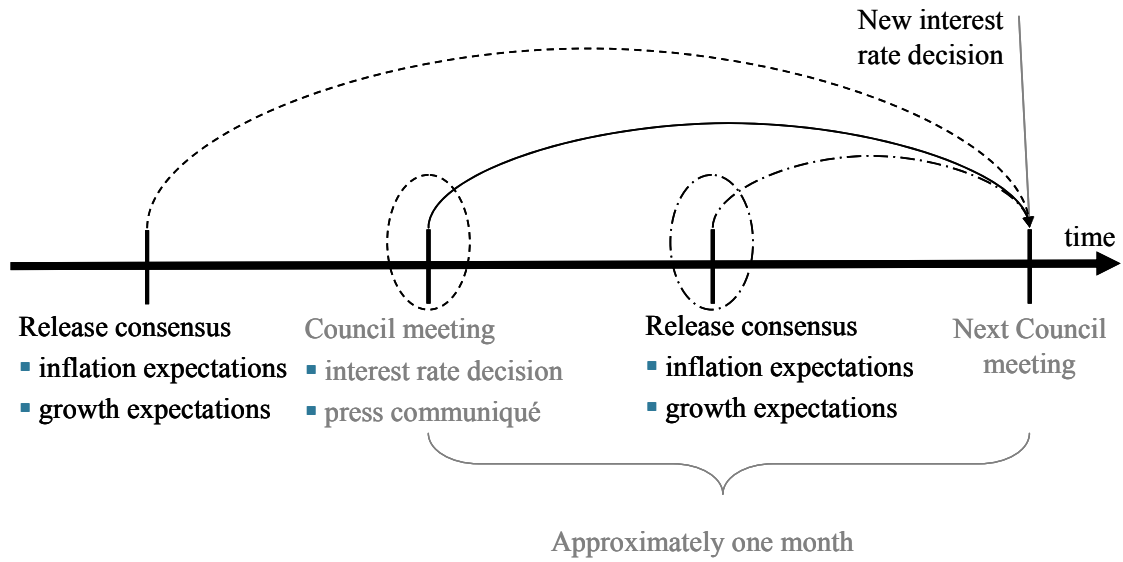 New interest
rate decision
time
Release consensus
▪ inflation expectations
▪ growth expectations
Council meeting
▪ interest rate decision
▪ press communiqué
Release consensus
▪ inflation expectations
▪ growth expectations
Next Council
meeting
Approximately one month